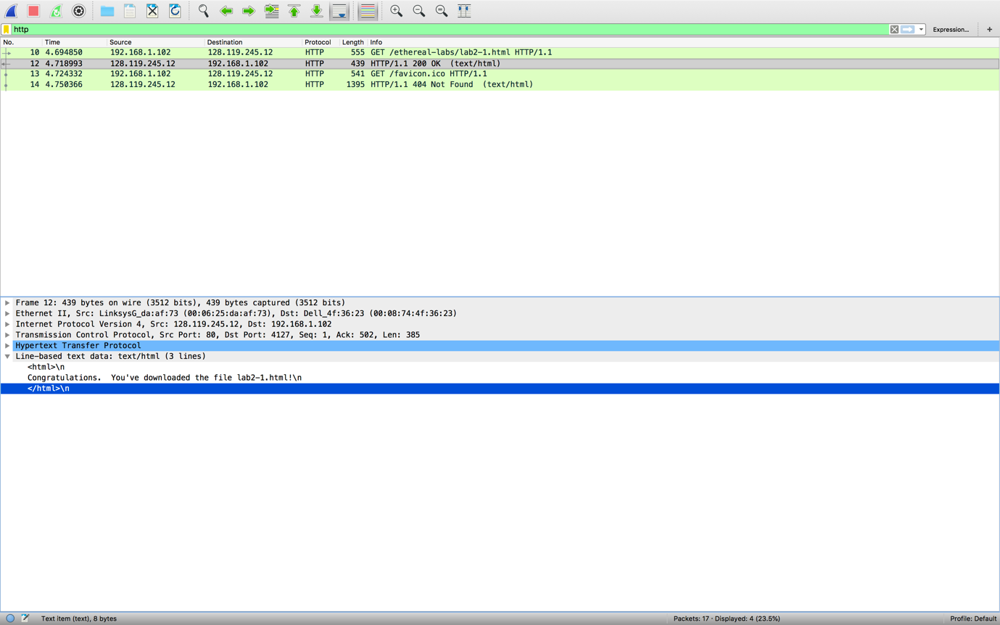 http Expression... +
No. Time Source Destination Protocol Length Info
10 4.694850 192.168.1.102 128.119.245.12 HTTP 555 GET /ethereal-labs/lab2-1.html HTTP/1.1
12 4.718993 128.119.245.12 192.168.1.102 HTTP 439 HTTP/1.1 200 OK  (text/html)
13 4.724332 192.168.1.102 128.119.245.12 HTTP 541 GET /favicon.ico HTTP/1.1
14 4.750366 128.119.245.12 192.168.1.102 HTTP 1395 HTTP/1.1 404 Not Found  (text/html)
Frame 12: 439 bytes on wire (3512 bits), 439 bytes captured (3512 bits)
Ethernet II, Src: LinksysG_da:af:73 (00:06:25:da:af:73), Dst: Dell_4f:36:23 (00:08:74:4f:36:23)
Internet Protocol Version 4, Src: 128.119.245.12, Dst: 192.168.1.102
Transmission Control Protocol, Src Port: 80, Dst Port: 4127, Seq: 1, Ack: 502, Len: 385
Hypertext Transfer Protocol
Line-based text data: text/html (3 lines)
<html>\n
Congratulations.  You've downloaded the file lab2-1.html!\n
</html>\n
Text item (text), 8 bytes Packets: 17 · Displayed: 4 (23.5%) Profile: Default